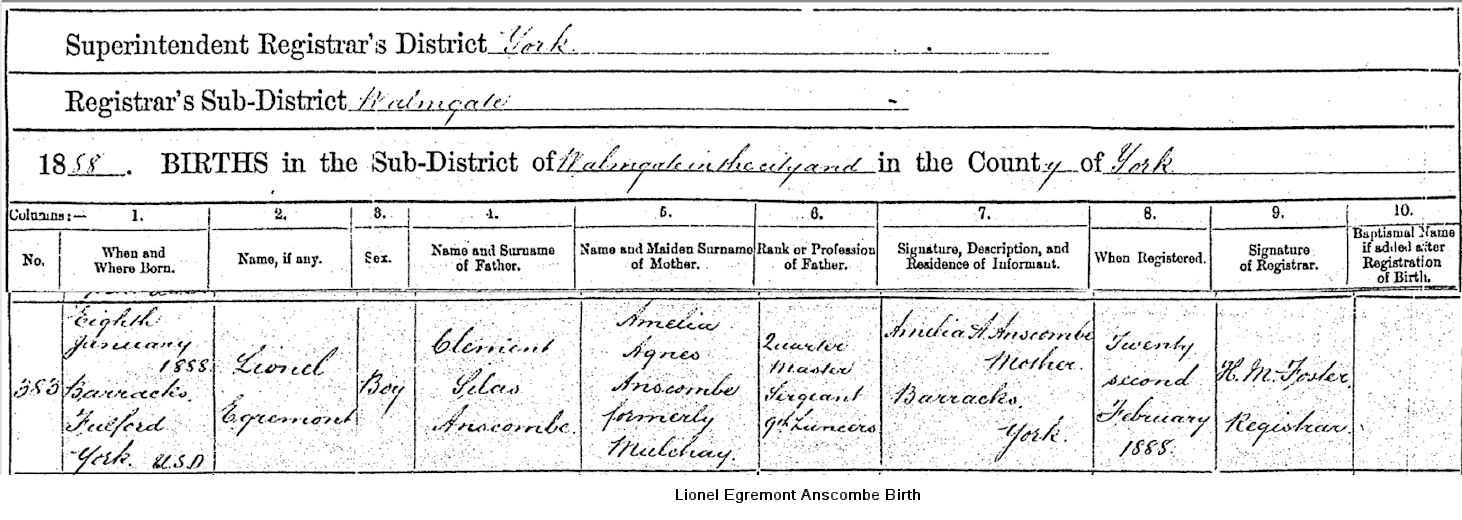 Superintendent Registrar's District York
Registrar's Sub-District Walmgate
1888. BIRTHS in the Sub-District of Walmgate in the city and in the County of York
Columns:— 1. 2. 3. 4. 5. 6. 7. 8. 9. 10.
No.
When and
Where Born.
Name, if any.
Sex.
Name and Surname
of Father.
Name and Maiden Surname
of Mother.
Rank or Profession
of Father.
Signature, Description, and
Residence of Informant.
When Registered.
Signature
of Registrar.
Baptismal Name
if added after
Registration
of Birth.
383
Eighth
January
1888
Barracks
Fulford
York. U.S.D
Lionel
Egremont
Boy
Clement
Silas
Anscombe.
Amelia
Agnes
Anscombe
formerly
Mulchay.
Quarter
Master
Sergeant
9th Lancers
Amelia A. Anscombe
Mother.
Barracks.
York.
Twenty
second
February
1888.
H. M. Foster
Registrar.
Lionel Egremont Anscombe Birth